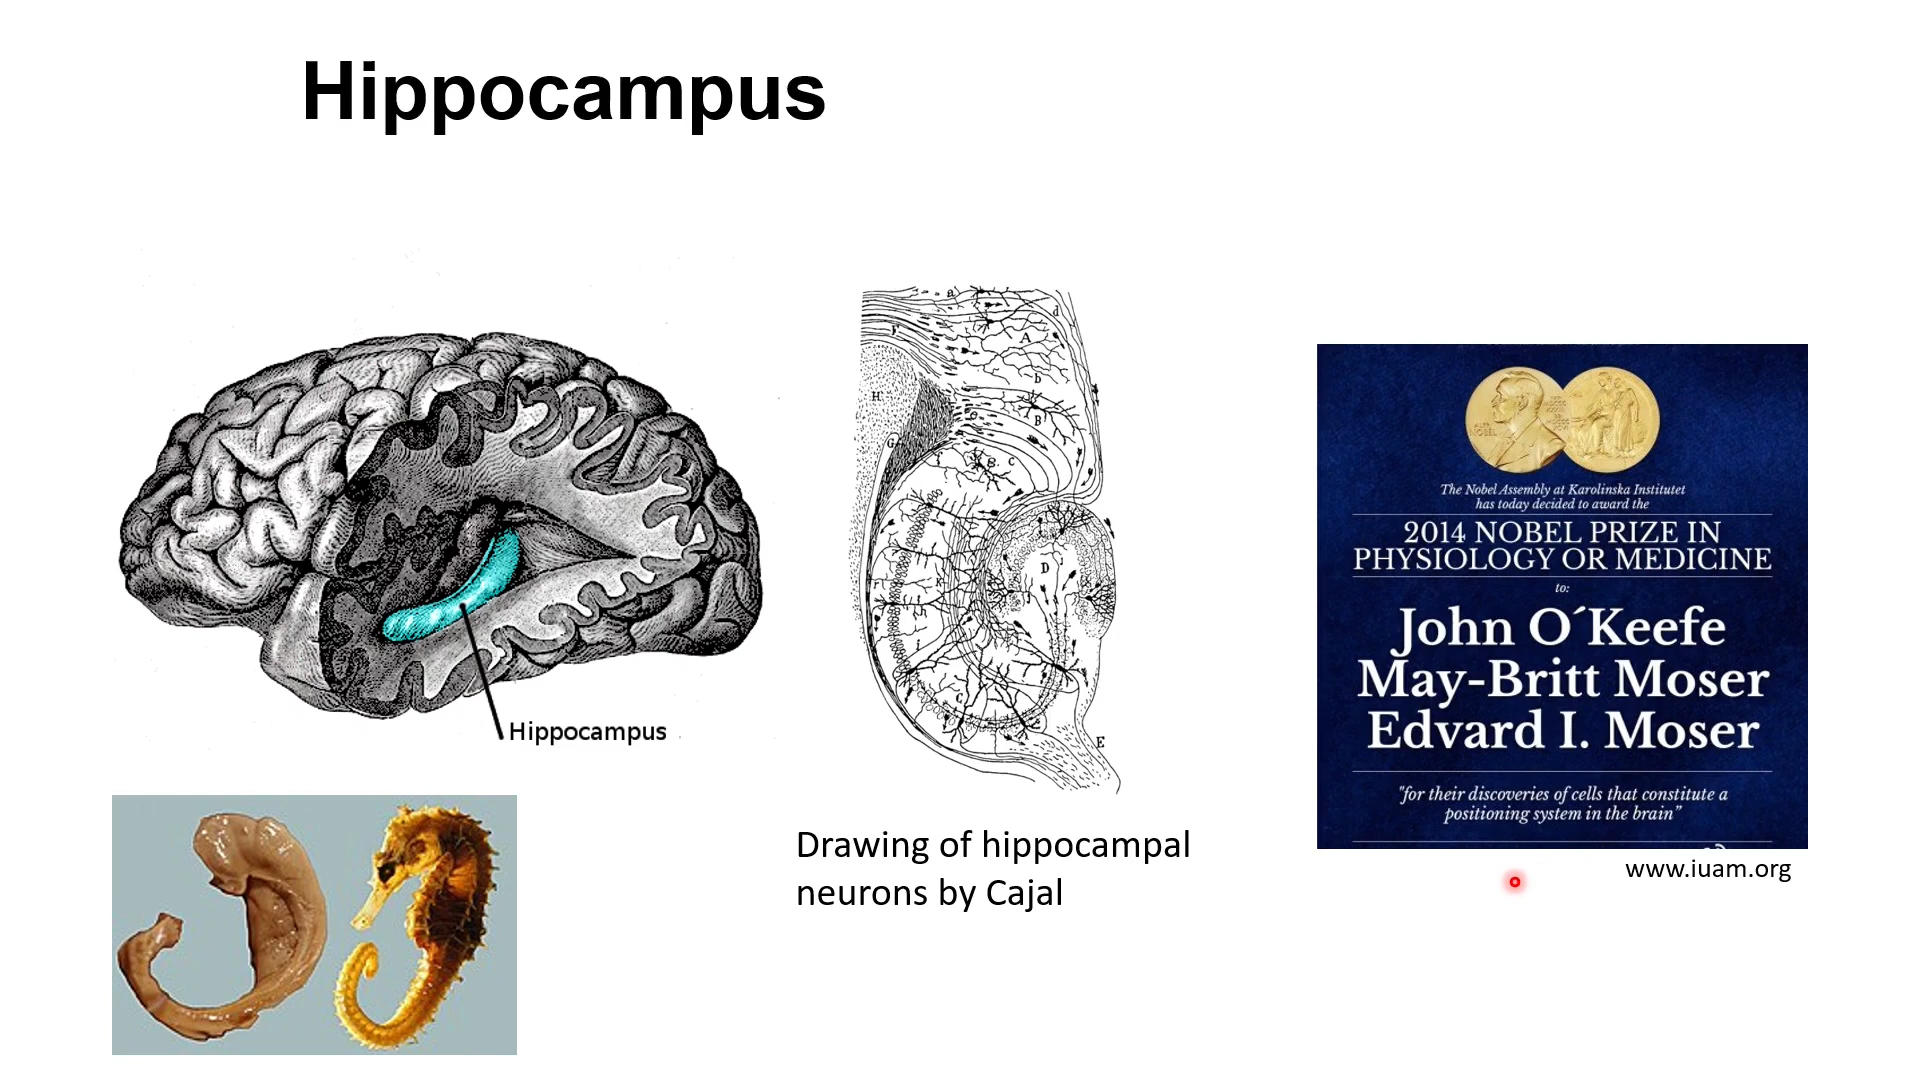 Hippocampus
Hippocampus
Drawing of hippocampal
neurons by Cajal
The Nobel Assembly at Karolinska Institutet
has today decided to award the
2014 NOBEL PRIZE IN
PHYSIOLOGY OR MEDICINE
to:
John O´Keefe
May-Britt Moser
Edvard I. Moser
"for their discoveries of cells that constitute a
positioning system in the brain”
www.iuam.org